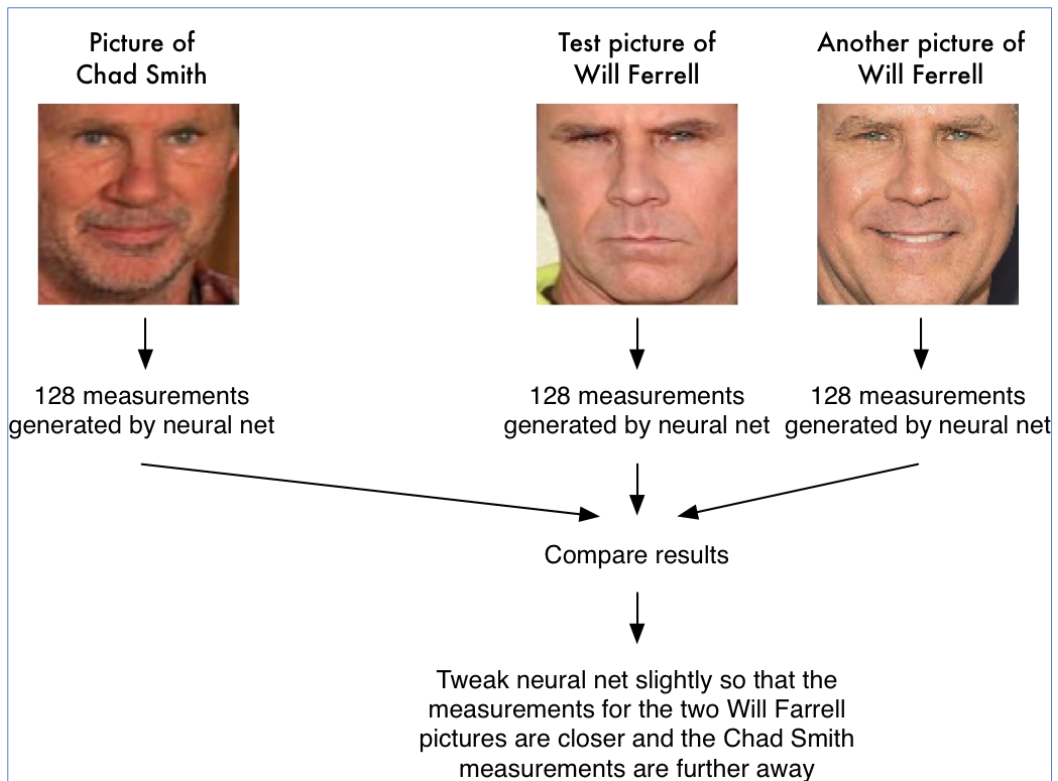 Picture of
Chad Smith
Test picture of
Will Ferrell
Another picture of
Will Ferrell
128 measurements
generated by neural net
128 measurements
generated by neural net
128 measurements
generated by neural net
Compare results
Tweak neural net slightly so that the
measurements for the two Will Farrell
pictures are closer and the Chad Smith
measurements are further away